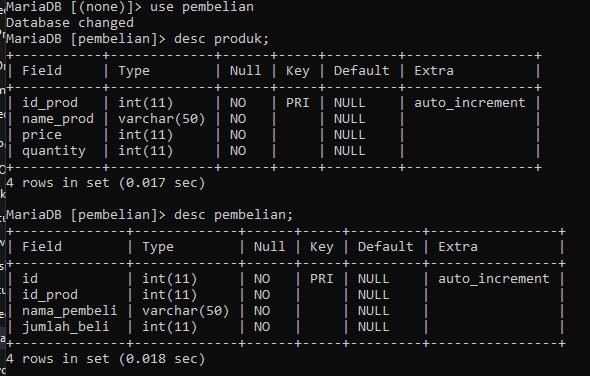 MariaDB [(none)]> use pembelian
Database changed
MariaDB [pembelian]> desc produk;
+-----------+-------------+------+-----+---------+----------------+
| Field     | Type        | Null | Key | Default | Extra          |
+-----------+-------------+------+-----+---------+----------------+
| id_prod   | int(11)     | NO   | PRI | NULL    | auto_increment |
| name_prod | varchar(50) | NO   |     | NULL    |                |
| price     | int(11)     | NO   |     | NULL    |                |
| quantity  | int(11)     | NO   |     | NULL    |                |
+-----------+-------------+------+-----+---------+----------------+
4 rows in set (0.017 sec)
MariaDB [pembelian]> desc pembelian;
+--------------+-------------+------+-----+---------+----------------+
| Field        | Type        | Null | Key | Default | Extra          |
+--------------+-------------+------+-----+---------+----------------+
| id           | int(11)     | NO   | PRI | NULL    | auto_increment |
| id_prod      | int(11)     | NO   |     | NULL    |                |
| nama_pembeli | varchar(50) | NO   |     | NULL    |                |
| jumlah_beli  | int(11)     | NO   |     | NULL    |                |
+--------------+-------------+------+-----+---------+----------------+
4 rows in set (0.018 sec)